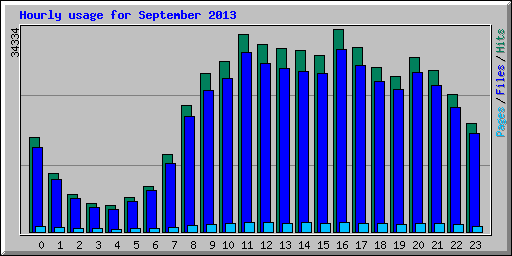 Hourly usage for September 2013
34334
Pages/Files/Hits
0 1 2 3 4 5 6 7 8 9 10 11 12 13 14 15 16 17 18 19 20 21 22 23